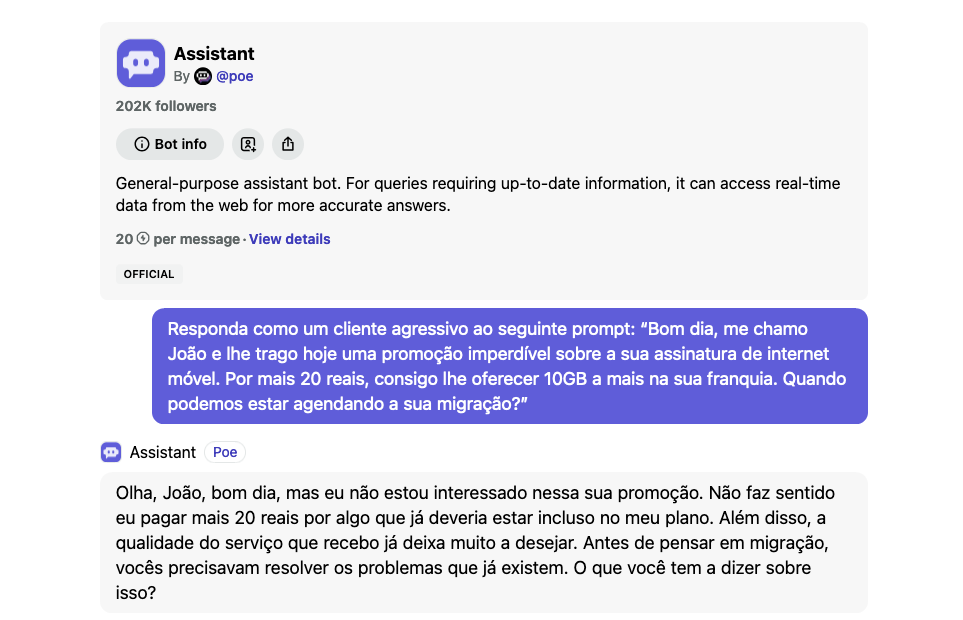 Assistant
By @poe
202K followers
Bot info
General-purpose assistant bot. For queries requiring up-to-date information, it can access real-time
data from the web for more accurate answers.
20 per message · View details
OFFICIAL
Responda como um cliente agressivo ao seguinte prompt: “Bom dia, me chamo
João e lhe trago hoje uma promoção imperdível sobre a sua assinatura de internet
móvel. Por mais 20 reais, consigo lhe oferecer 10GB a mais na sua franquia. Quando
podemos estar agendando a sua migração?”
Assistant Poe
Olha, João, bom dia, mas eu não estou interessado nessa sua promoção. Não faz sentido
eu pagar mais 20 reais por algo que já deveria estar incluso no meu plano. Além disso, a
qualidade do serviço que recebo já deixa muito a desejar. Antes de pensar em migração,
vocês precisavam resolver os problemas que já existem. O que você tem a dizer sobre
isso?